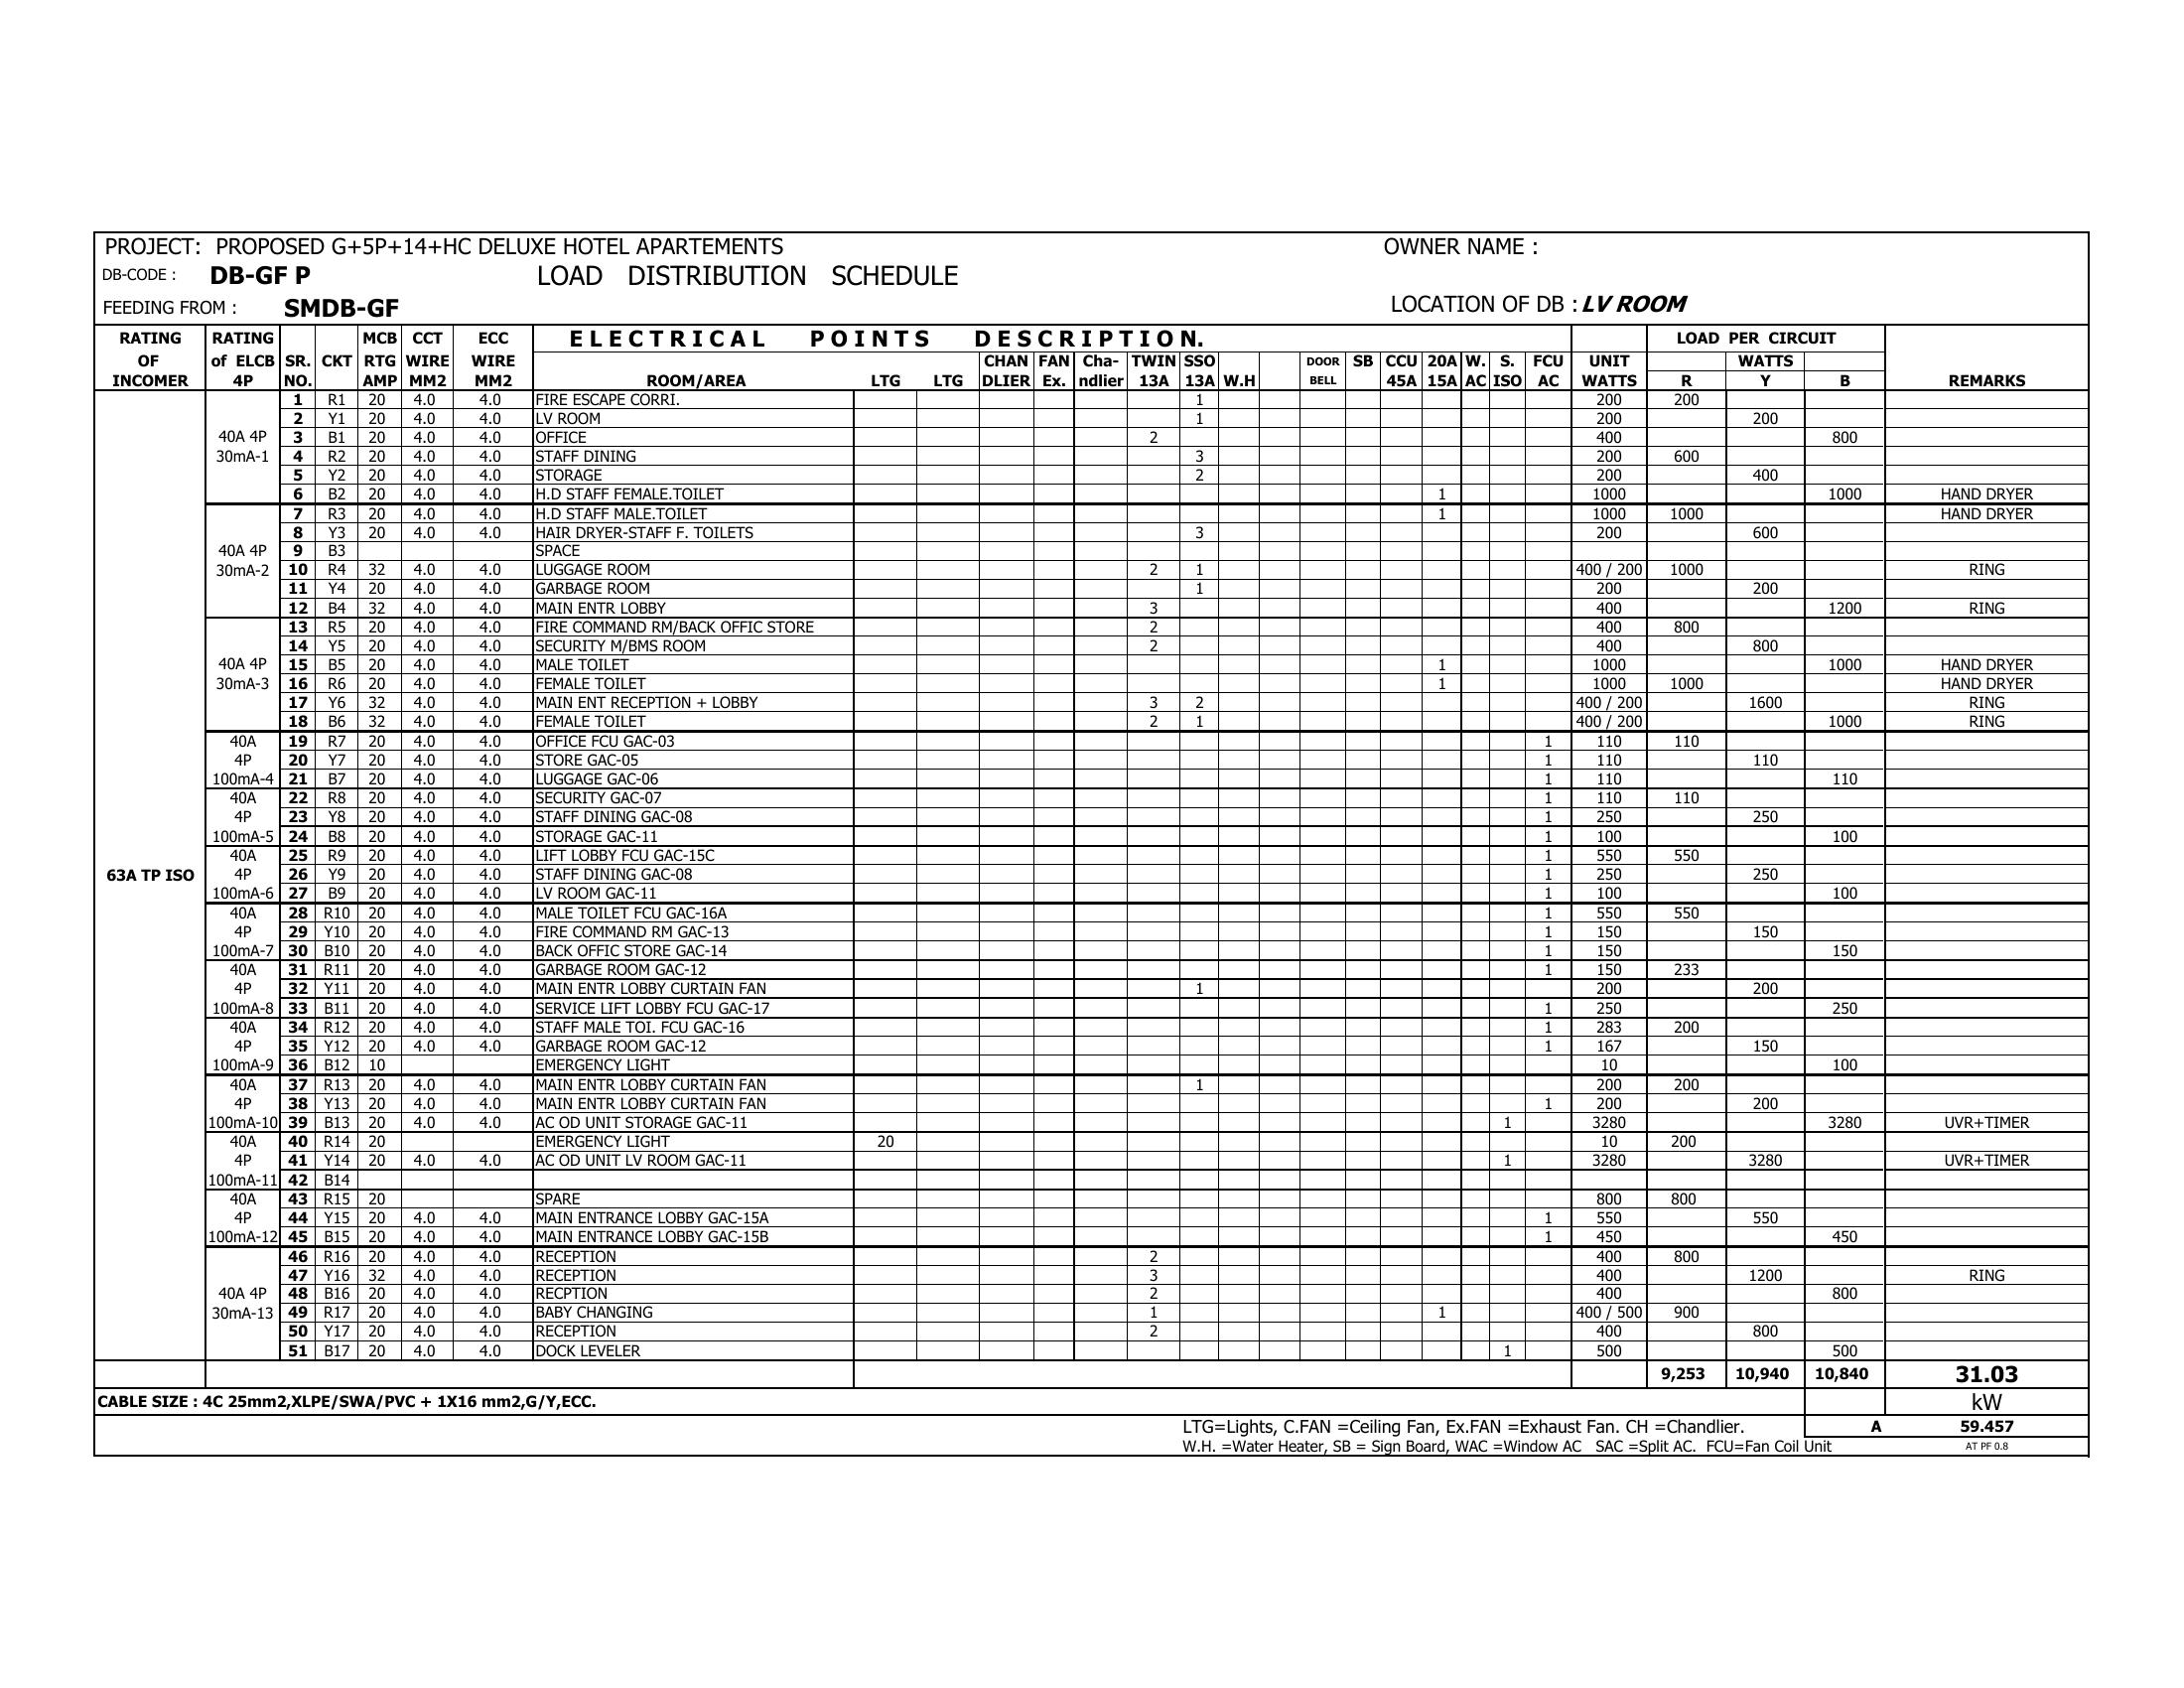 PROJECT: PROPOSED G+5P+14+HC DELUXE HOTEL APARTEMENTS OWNER NAME :
DB-CODE : DB-GF P LOAD DISTRIBUTION SCHEDULE
FEEDING FROM : SMDB-GF LOCATION OF DB : LV ROOM
RATING RATING MCB CCT ECC ELECTRICAL POINTS DESCRIPTION. LOAD PER CIRCUIT
OF of ELCB SR. CKT RTG WIRE WIRE CHAN FAN Cha- TWIN SSO DOOR SB CCU 20A W. S. FCU UNIT WATTS
INCOMER 4P NO. AMP MM2 MM2 ROOM/AREA LTG LTG DLIER Ex. ndlier 13A 13A W.H BELL 45A 15A AC ISO AC WATTS R Y B REMARKS
1 R1 20 4.0 4.0 FIRE ESCAPE CORRI. 1 200 200
2 Y1 20 4.0 4.0 LV ROOM 1 200 200
40A 4P 3 B1 20 4.0 4.0 OFFICE 2 400 800
30mA-1 4 R2 20 4.0 4.0 STAFF DINING 3 200 600
5 Y2 20 4.0 4.0 STORAGE 2 200 400
6 B2 20 4.0 4.0 H.D STAFF FEMALE.TOILET 1 1000 1000 HAND DRYER
7 R3 20 4.0 4.0 H.D STAFF MALE.TOILET 1 1000 1000 HAND DRYER
8 Y3 20 4.0 4.0 HAIR DRYER-STAFF F. TOILETS 3 200 600
40A 4P 9 B3 SPACE
30mA-2 10 R4 32 4.0 4.0 LUGGAGE ROOM 2 1 400 / 200 1000 RING
11 Y4 20 4.0 4.0 GARBAGE ROOM 1 200 200
12 B4 32 4.0 4.0 MAIN ENTR LOBBY 3 400 1200 RING
13 R5 20 4.0 4.0 FIRE COMMAND RM/BACK OFFIC STORE 2 400 800
14 Y5 20 4.0 4.0 SECURITY M/BMS ROOM 2 400 800
40A 4P 15 B5 20 4.0 4.0 MALE TOILET 1 1000 1000 HAND DRYER
30mA-3 16 R6 20 4.0 4.0 FEMALE TOILET 1 1000 1000 HAND DRYER
17 Y6 32 4.0 4.0 MAIN ENT RECEPTION + LOBBY 3 2 400 / 200 1600 RING
18 B6 32 4.0 4.0 FEMALE TOILET 2 1 400 / 200 1000 RING
40A 19 R7 20 4.0 4.0 OFFICE FCU GAC-03 1 110 110
4P 20 Y7 20 4.0 4.0 STORE GAC-05 1 110 110
100mA-4 21 B7 20 4.0 4.0 LUGGAGE GAC-06 1 110 110
40A 22 R8 20 4.0 4.0 SECURITY GAC-07 1 110 110
4P 23 Y8 20 4.0 4.0 STAFF DINING GAC-08 1 250 250
100mA-5 24 B8 20 4.0 4.0 STORAGE GAC-11 1 100 100
40A 25 R9 20 4.0 4.0 LIFT LOBBY FCU GAC-15C 1 550 550
63A TP ISO 4P 26 Y9 20 4.0 4.0 STAFF DINING GAC-08 1 250 250
100mA-6 27 B9 20 4.0 4.0 LV ROOM GAC-11 1 100 100
40A 28 R10 20 4.0 4.0 MALE TOILET FCU GAC-16A 1 550 550
4P 29 Y10 20 4.0 4.0 FIRE COMMAND RM GAC-13 1 150 150
100mA-7 30 B10 20 4.0 4.0 BACK OFFIC STORE GAC-14 1 150 150
40A 31 R11 20 4.0 4.0 GARBAGE ROOM GAC-12 1 150 233
4P 32 Y11 20 4.0 4.0 MAIN ENTR LOBBY CURTAIN FAN 1 200 200
100mA-8 33 B11 20 4.0 4.0 SERVICE LIFT LOBBY FCU GAC-17 1 250 250
40A 34 R12 20 4.0 4.0 STAFF MALE TOI. FCU GAC-16 1 283 200
4P 35 Y12 20 4.0 4.0 GARBAGE ROOM GAC-12 1 167 150
100mA-9 36 B12 10 EMERGENCY LIGHT 10 100
40A 37 R13 20 4.0 4.0 MAIN ENTR LOBBY CURTAIN FAN 1 200 200
4P 38 Y13 20 4.0 4.0 MAIN ENTR LOBBY CURTAIN FAN 1 200 200
100mA-10 39 B13 20 4.0 4.0 AC OD UNIT STORAGE GAC-11 1 3280 3280 UVR+TIMER
40A 40 R14 20 EMERGENCY LIGHT 20 10 200
4P 41 Y14 20 4.0 4.0 AC OD UNIT LV ROOM GAC-11 1 3280 3280 UVR+TIMER
100mA-11 42 B14
40A 43 R15 20 SPARE 800 800
4P 44 Y15 20 4.0 4.0 MAIN ENTRANCE LOBBY GAC-15A 1 550 550
100mA-12 45 B15 20 4.0 4.0 MAIN ENTRANCE LOBBY GAC-15B 1 450 450
46 R16 20 4.0 4.0 RECEPTION 2 400 800
47 Y16 32 4.0 4.0 RECEPTION 3 400 1200 RING
40A 4P 48 B16 20 4.0 4.0 RECPTION 2 400 800
30mA-13 49 R17 20 4.0 4.0 BABY CHANGING 1 1 400 / 500 900
50 Y17 20 4.0 4.0 RECEPTION 2 400 800
51 B17 20 4.0 4.0 DOCK LEVELER 1 500 500
9,253 10,940 10,840 31.03
CABLE SIZE : 4C 25mm2,XLPE/SWA/PVC + 1X16 mm2,G/Y,ECC. kW
LTG=Lights, C.FAN =Ceiling Fan, Ex.FAN =Exhaust Fan. CH =Chandlier. A 59.457
W.H. =Water Heater, SB = Sign Board, WAC =Window AC SAC =Split AC. FCU=Fan Coil Unit AT PF 0.8